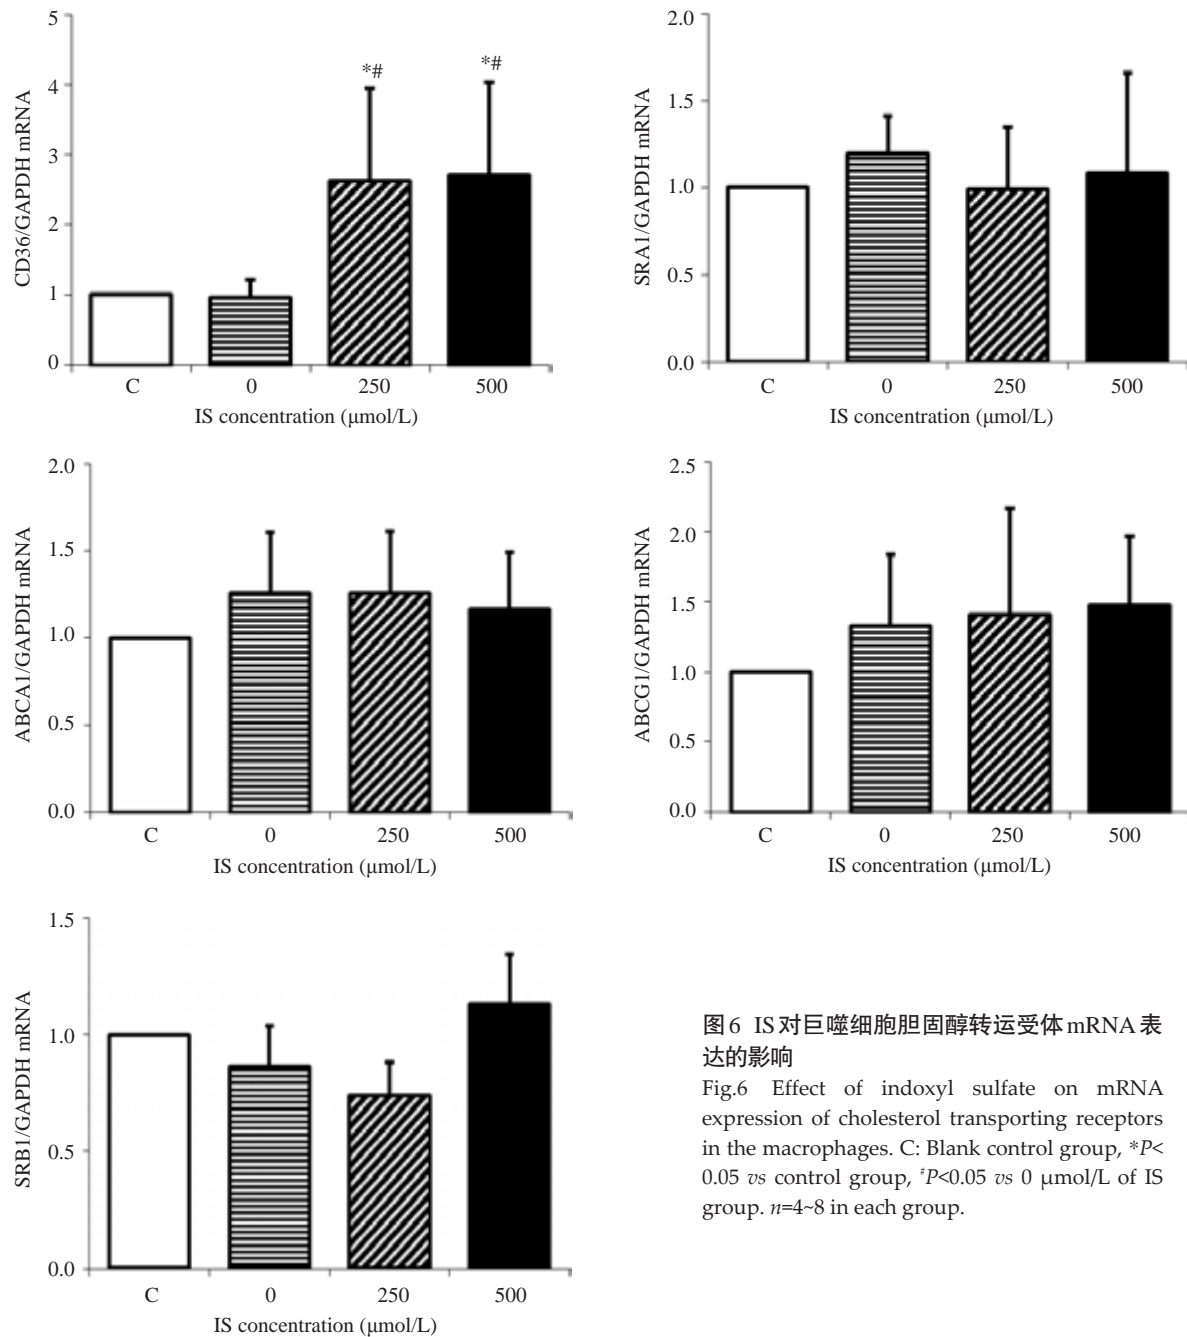 CD36/GAPDH mRNA
5
4
3
2
1
0
*#
*#
C 0 250 500
IS concentration (μmol/L)
SRA1/GAPDH mRNA
2.0
1.5
1.0
0.5
0.0
C 0 250 500
IS concentration (μmol/L)
ABCA1/GAPDH mRNA
2.0
1.5
1.0
0.5
0.0
C 0 250 500
IS concentration (μmol/L)
ABCG1/GAPDH mRNA
2.5
2.0
1.5
1.0
0.5
0.0
C 0 250 500
IS concentration (μmol/L)
SRB1/GAPDH mRNA
1.5
1.0
0.5
0.0
C 0 250 500
IS concentration (μmol/L)
图6 IS对巨噬细胞胆固醇转运受体mRNA表
达的影响
Fig.6 Effect of indoxyl sulfate on mRNA
expression of cholesterol transporting receptors
in the macrophages. C: Blank control group, *P<
0.05 vs control group, #P<0.05 vs 0 μmol/L of IS
group. n=4~8 in each group.